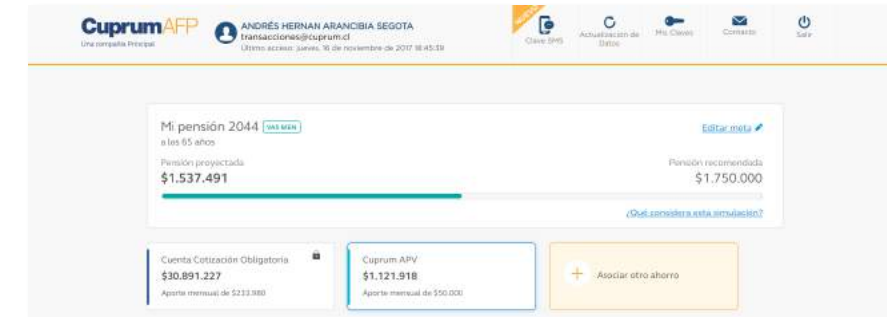 CuprumAFP
Una compañía Principal
ANDRÉS HERNAN ARANCIBIA SEGOTA
transacciones@cuprum.cl
Último acceso: jueves, 16 de noviembre de 2017 18:45:39
NUEVO
Clave SMS
Actualización de
Datos
Mis Claves
Contacto
Salir
Mi pensión 2044 VAS BIEN
a los 65 años
Editar meta
Pensión proyectada
$1.537.491
Pensión recomendada
$1.750.000
¿Qué considera esta simulación?
Cuenta Cotización Obligatoria
$30.891.227
Aporte mensual de $233.980
Cuprum APV
$1.121.918
Aporte mensual de $50.000
+ Asociar otro ahorro